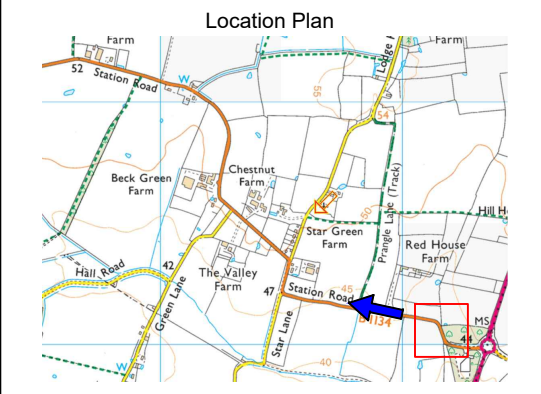 Location Plan
Farm
Farm
52
Station Road
W
Lodge
55
54
Chestnut
Farm
Beck Green
Farm
Prangle Lane (Track)
50
Hill
Star Green
Farm
Red House
Farm
42
Hall Road
The Valley
Farm
Green Lane
47
Station Road
45
1134
MS
44
Star Lane
40
W